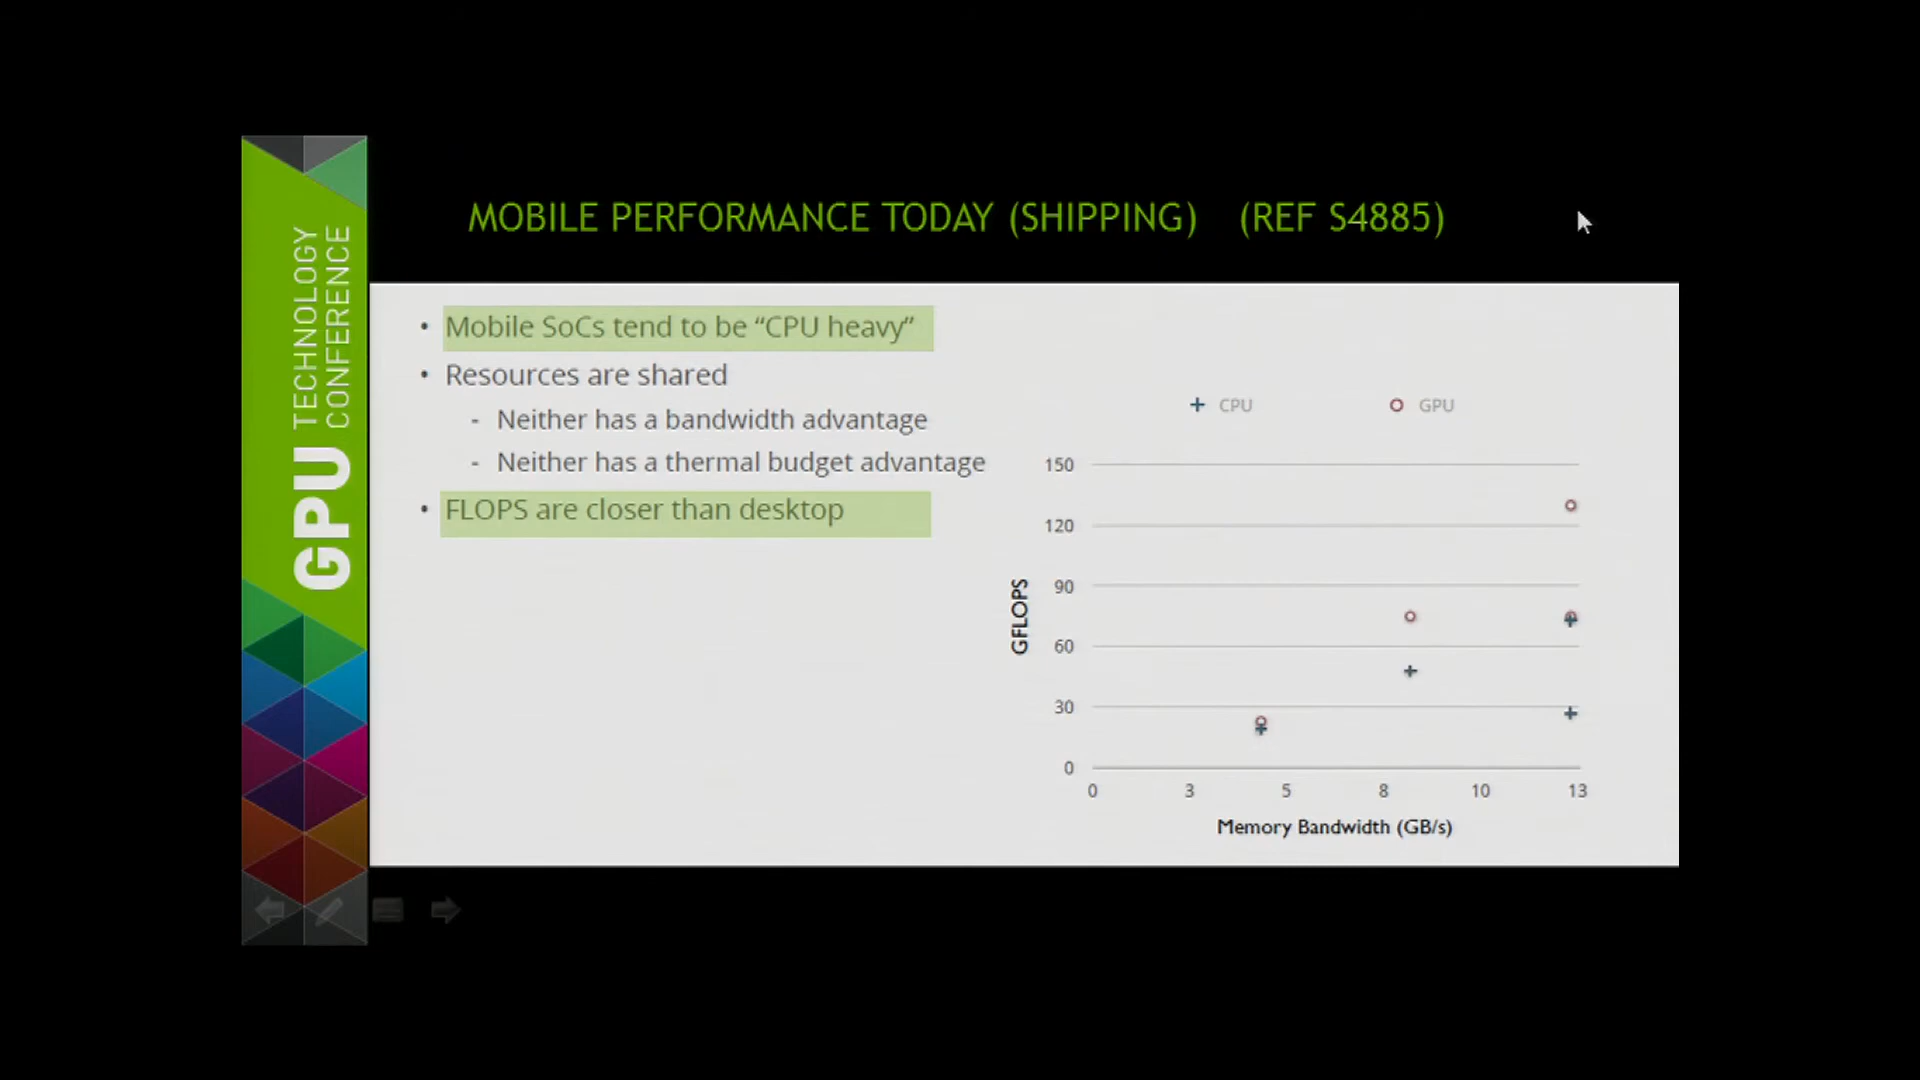 GPU TECHNOLOGY
CONFERENCE
MOBILE PERFORMANCE TODAY (SHIPPING) (REF S4885)
• Mobile SoCs tend to be “CPU heavy”
• Resources are shared
- Neither has a bandwidth advantage
- Neither has a thermal budget advantage
• FLOPS are closer than desktop
CPU
GPU
GFLOPS
150
120
90
60
30
0
0 3 5 8 10 13
Memory Bandwidth (GB/s)